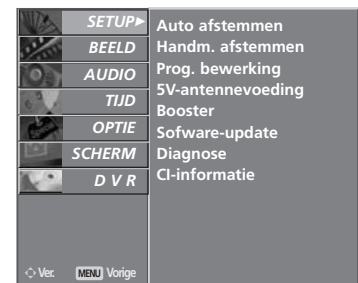 SETUP
BEELD
AUDIO
TIJD
OPTIE
SCHERM
D V R
Auto afstemmen
Handm. afstemmen
Prog. bewerking
5V-antennevoeding
Booster
Sofware-update
Diagnose
CI-informatie
Ver. MENU Vorige